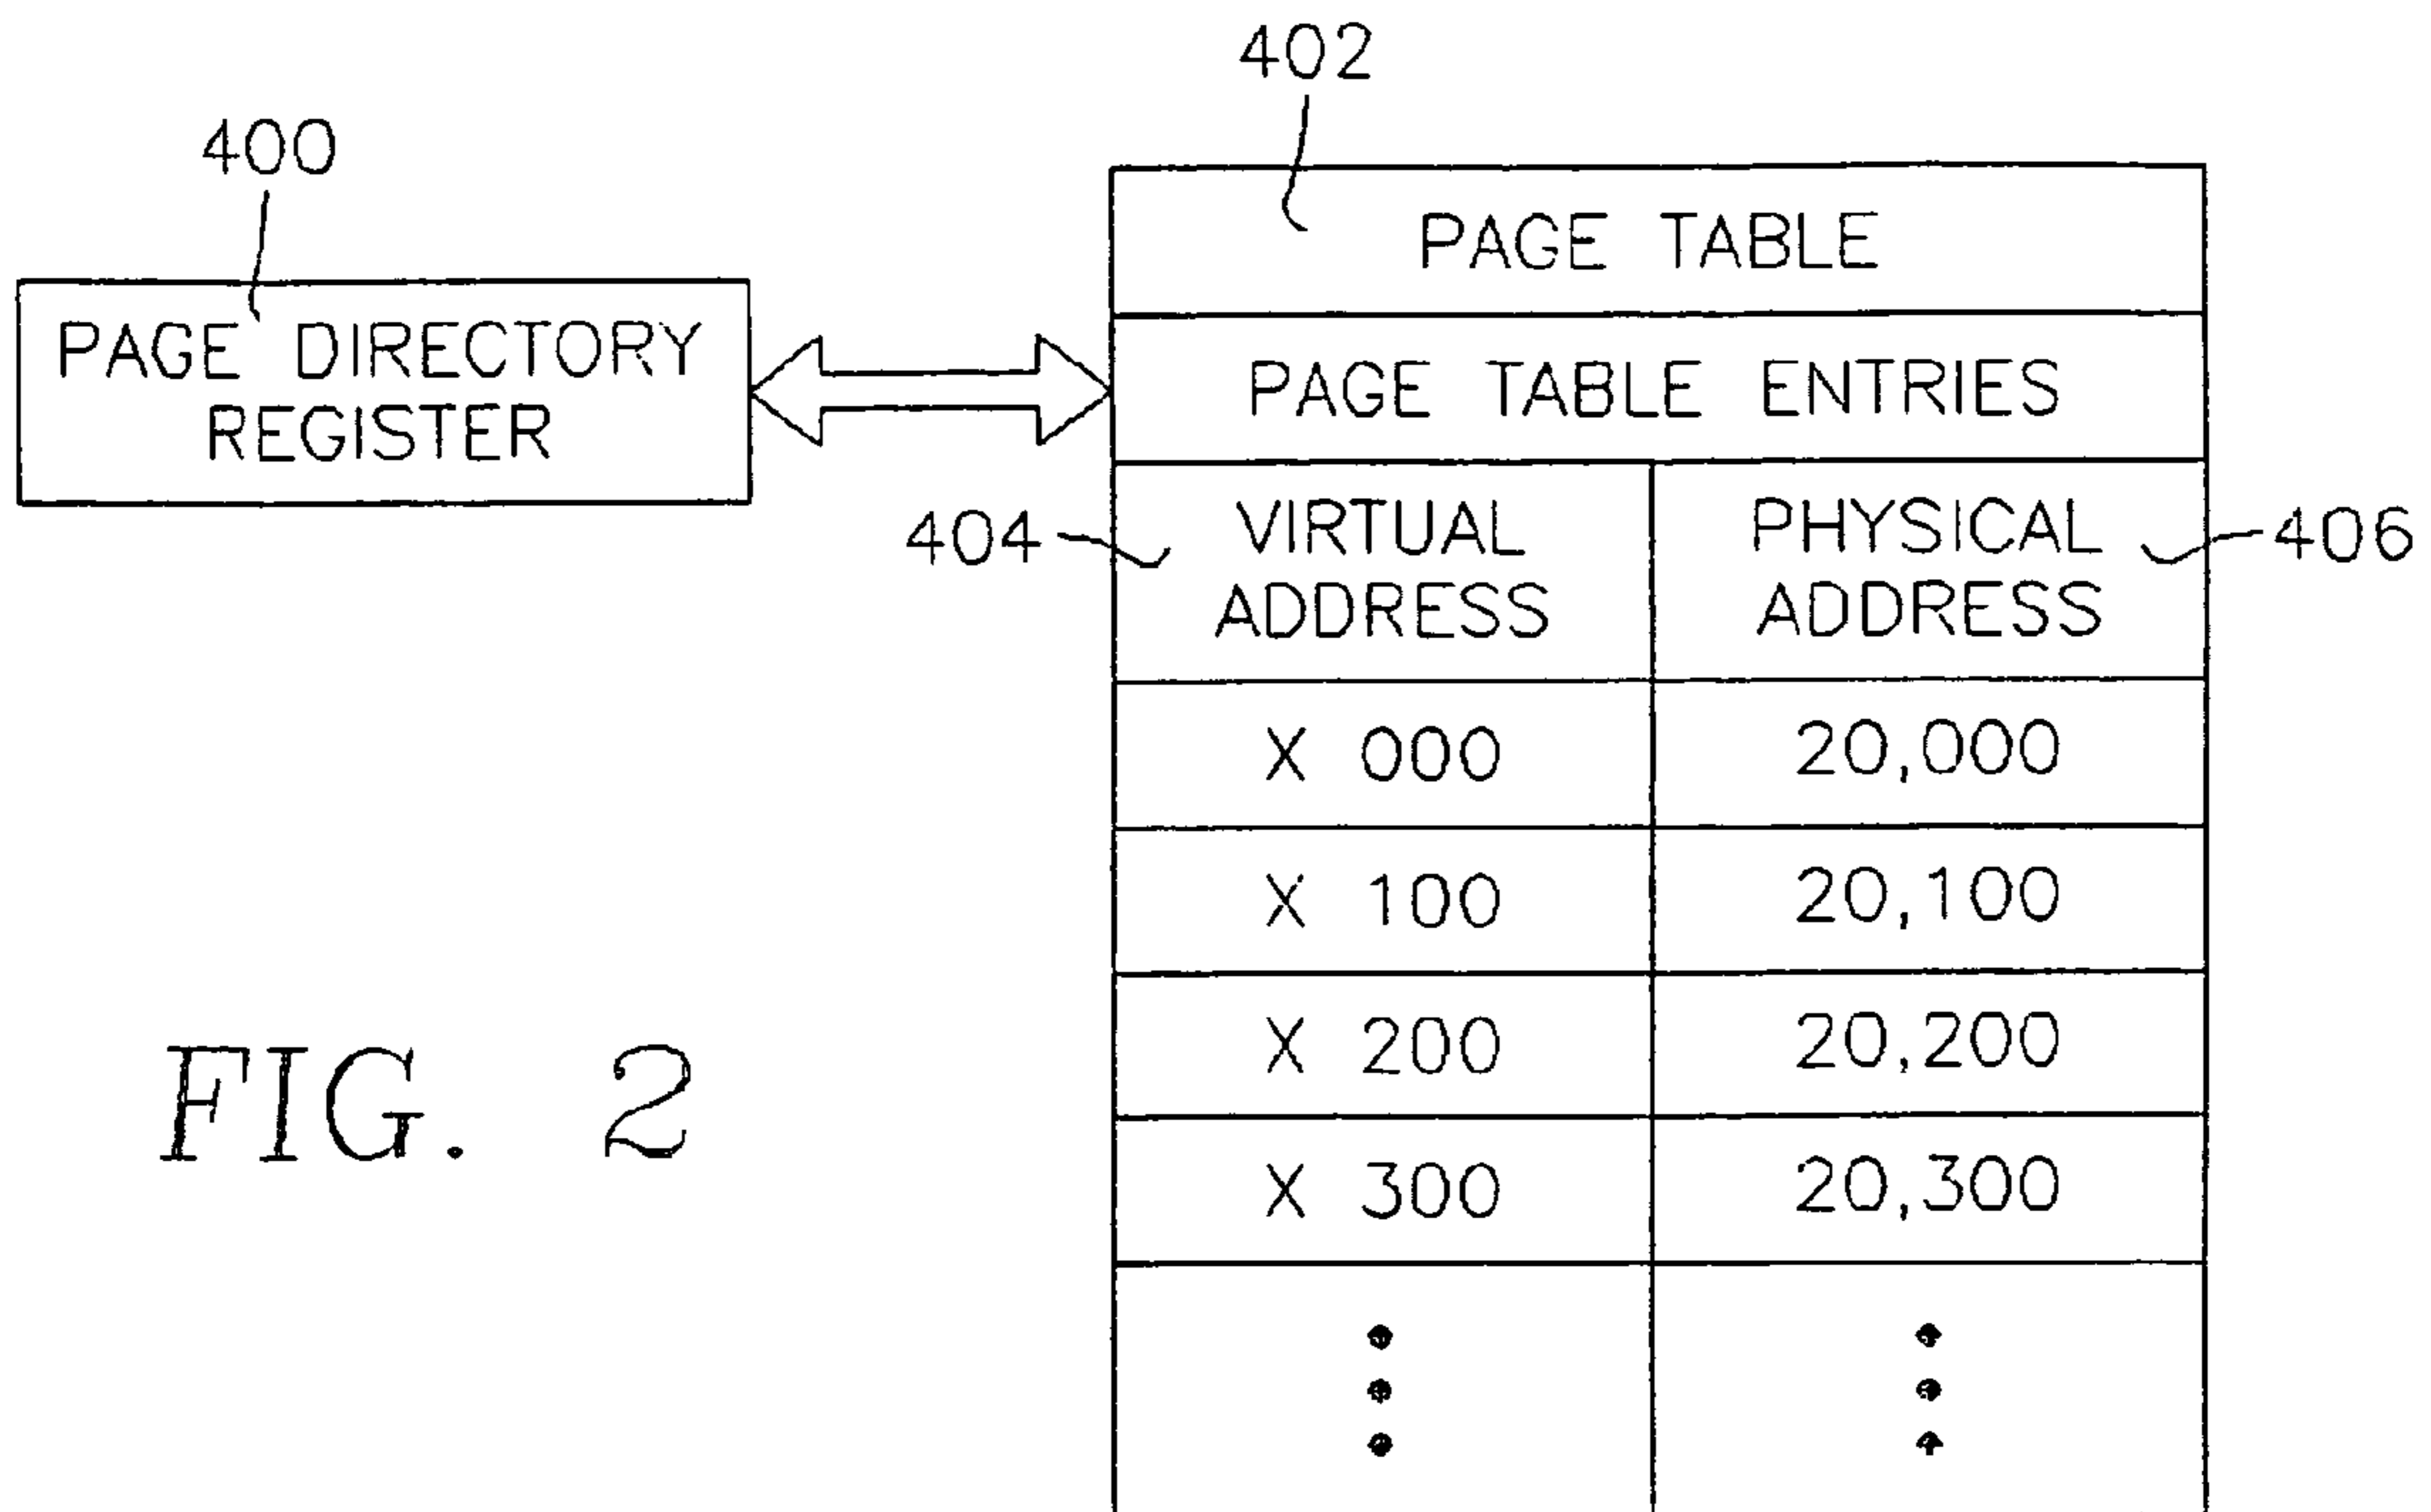 402
400
PAGE TABLE
PAGE DIRECTORY
REGISTER
PAGE TABLE ENTRIES
404
VIRTUAL
ADDRESS
PHYSICAL
ADDRESS
406
X 000 20,000
X 100 20,100
X 200 20,200
X 300 20,300
FIG. 2